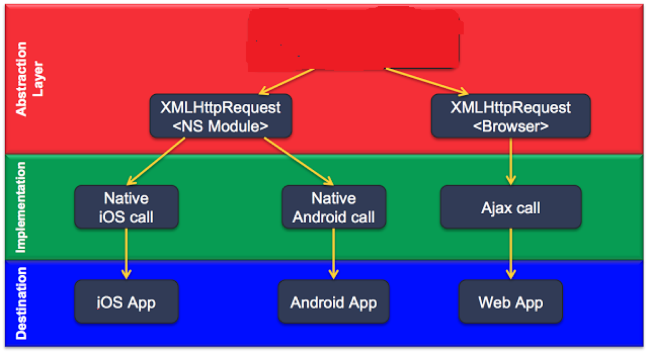 Abstraction
Layer
XMLHttpRequest
<NS Module>
XMLHttpRequest
<Browser>
Implementation
Native
iOS call
Native
Android call
Ajax call
Destination
iOS App
Android App
Web App